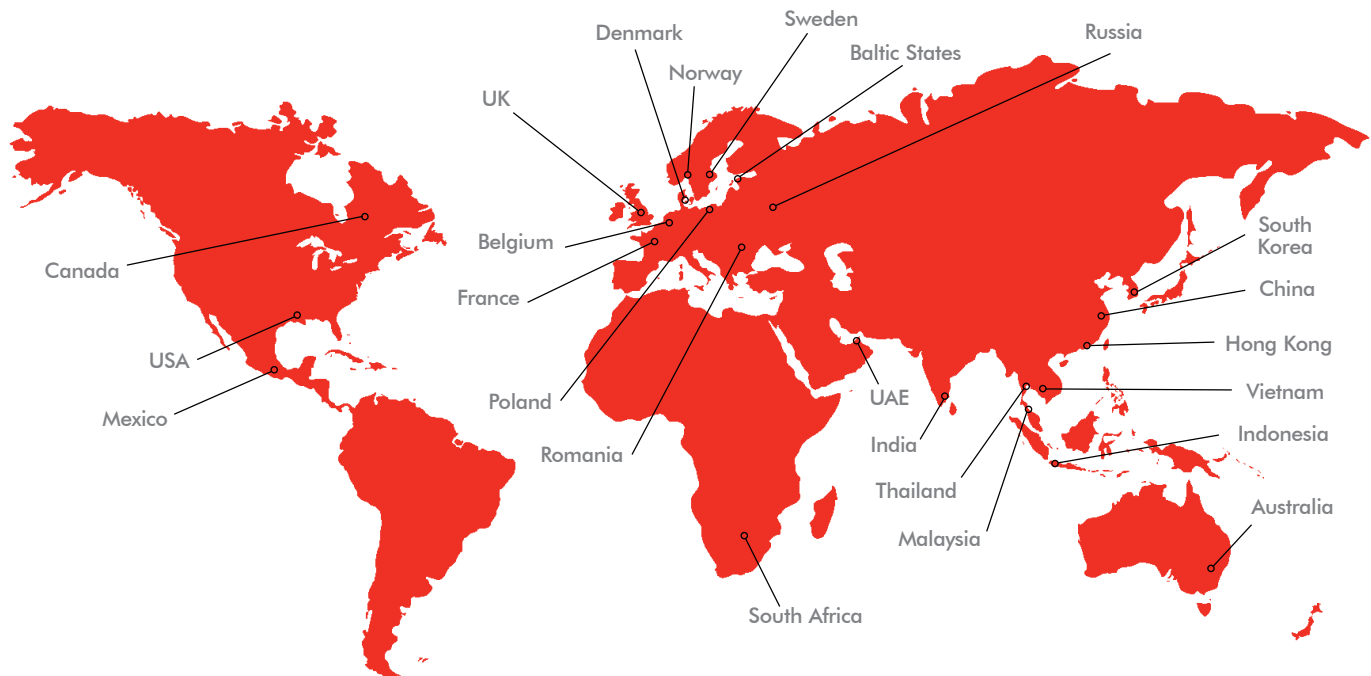 Sweden
Denmark
Russia
Baltic States
Norway
UK
South
Korea
Belgium
Canada
China
France
Hong Kong
USA
Vietnam
UAE
Poland
Mexico
Indonesia
India
Romania
Thailand
Australia
Malaysia
South Africa